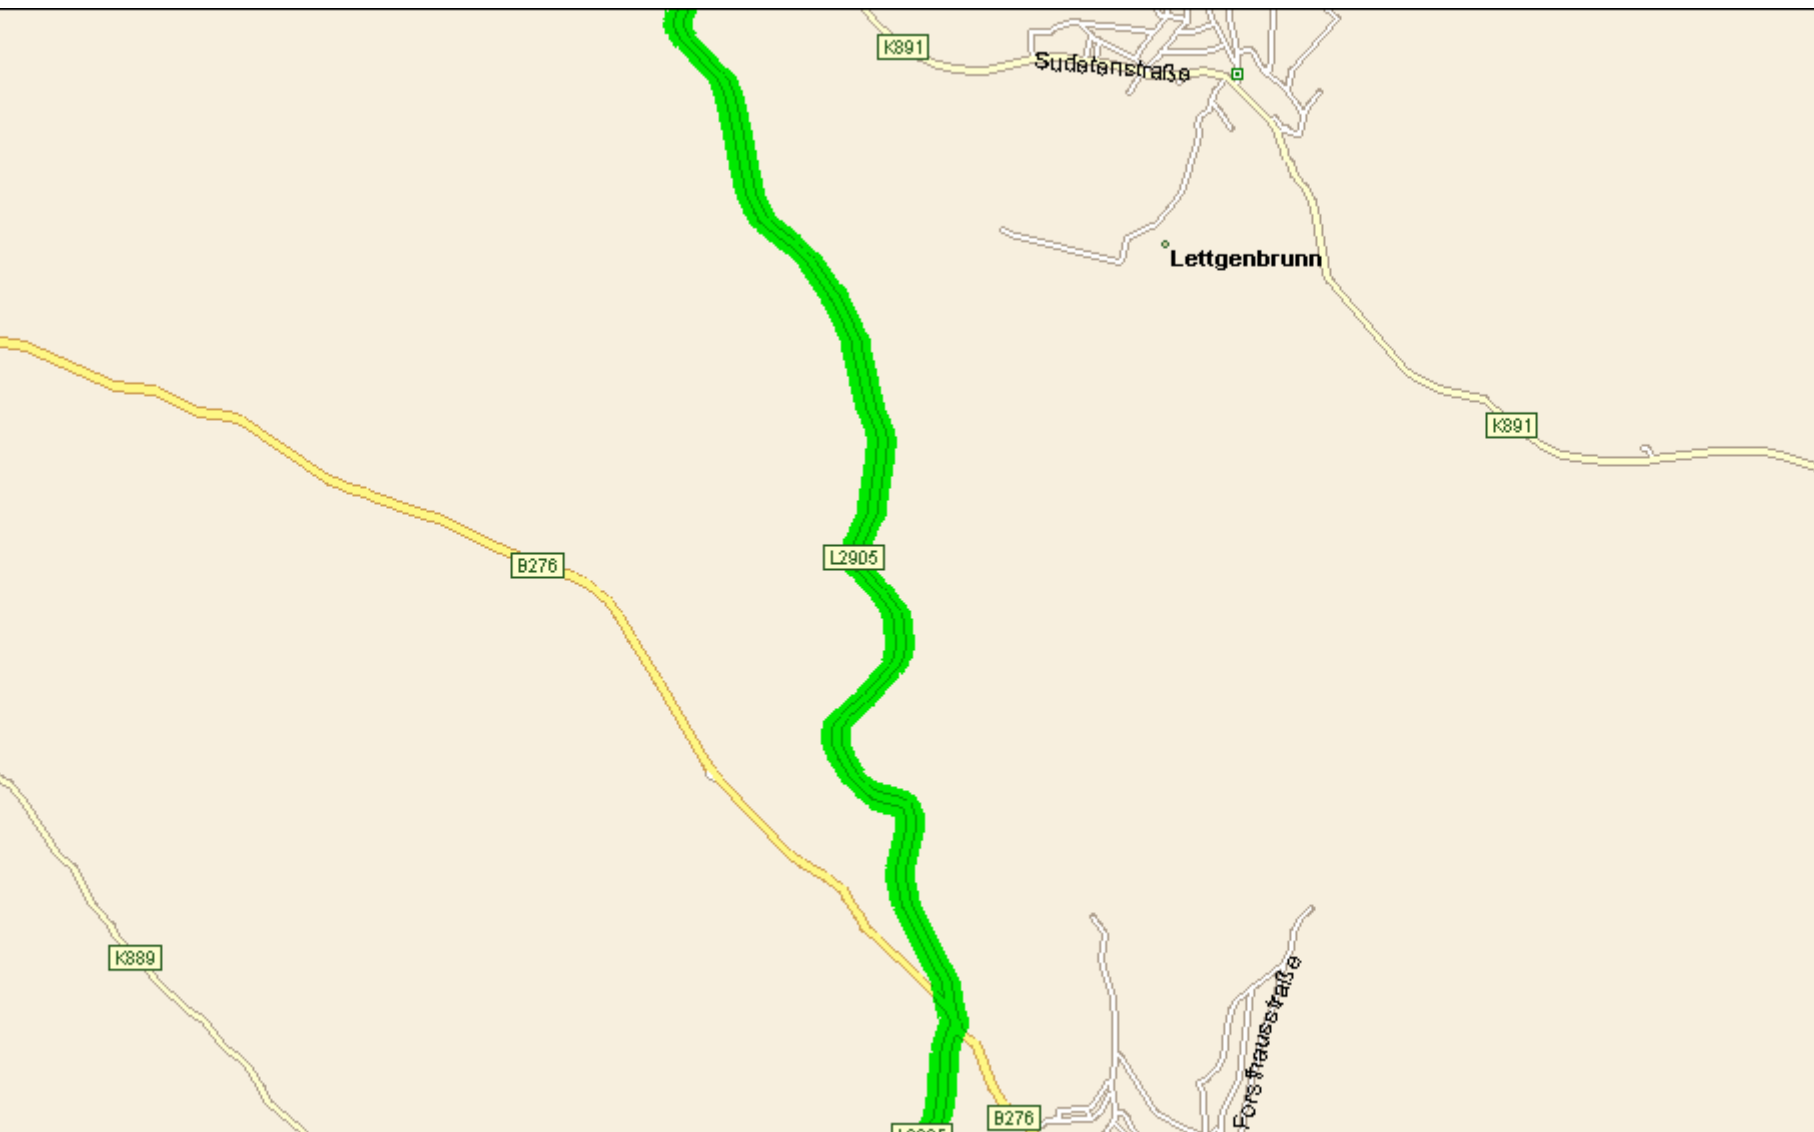 K891
Sudetenstraße
Lettgenbrunn
K891
L2905
B276
K889
Forsthausstraße
B276